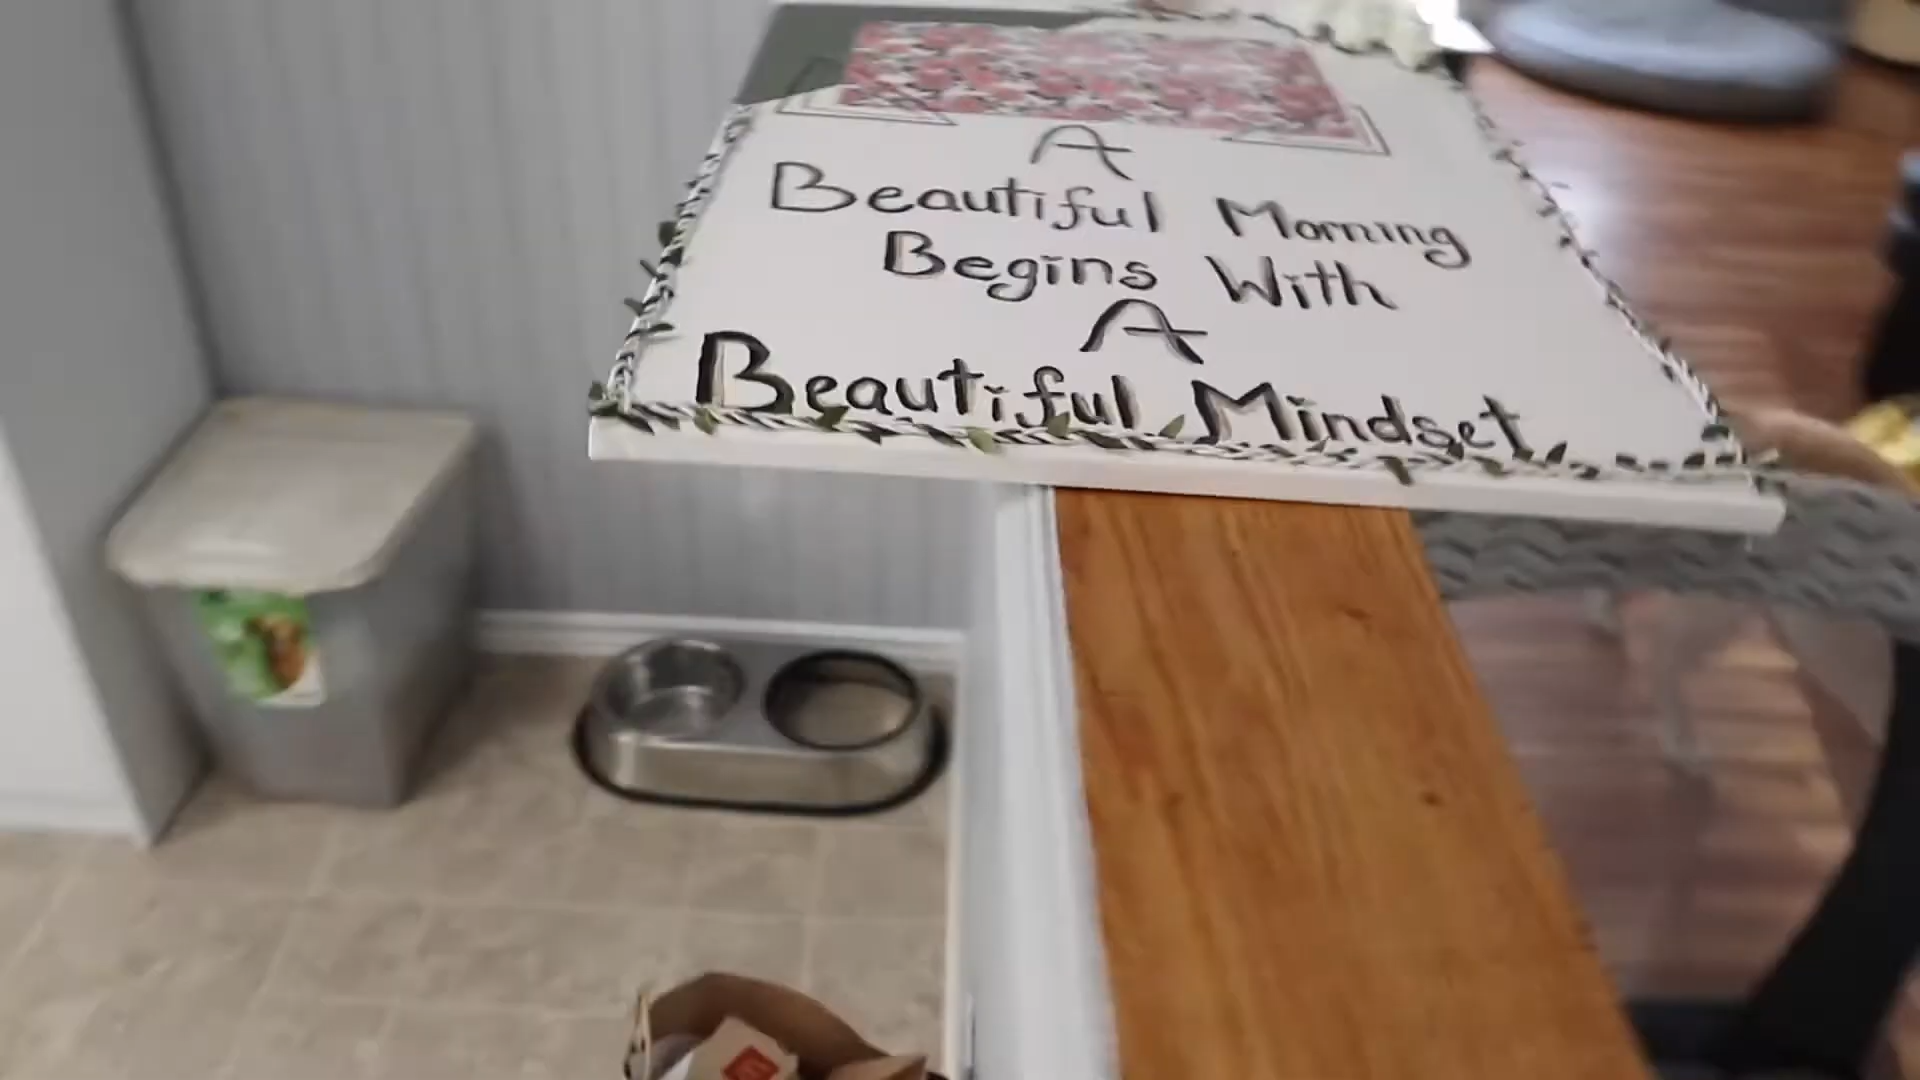 A
Beautiful Morning
Begins With
A
Beautiful Mindset